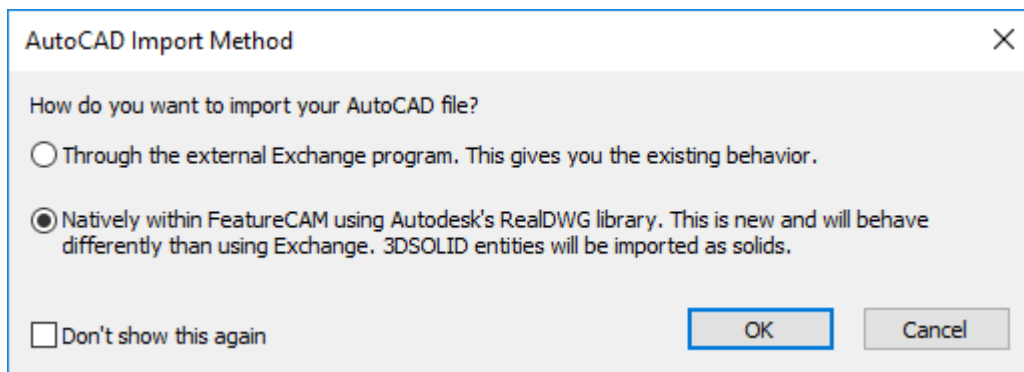 AutoCAD Import Method
How do you want to import your AutoCAD file?
Through the external Exchange program. This gives you the existing behavior.
Natively within FeatureCAM using Autodesk's RealDWG library. This is new and will behave
differently than using Exchange. 3DSOLID entities will be imported as solids.
Don't show this again
OK
Cancel